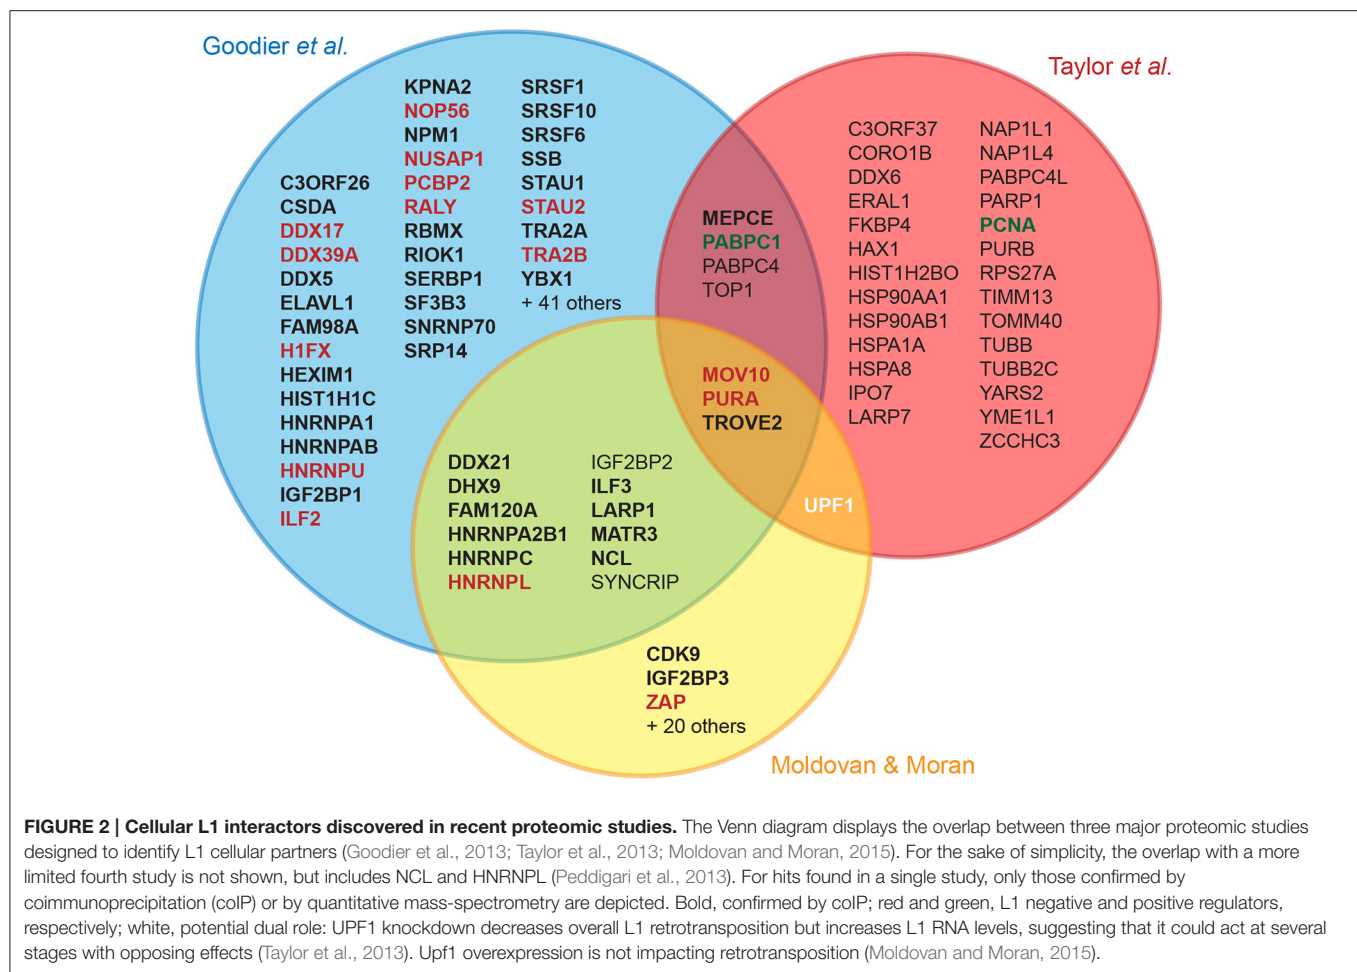 Goodier et al.
Taylor et al.
KPNA2
NOP56
NPM1
NUSAP1
PCBP2
RALY
RBMX
RIOK1
SERBP1
SF3B3
SNRNP70
SRP14
SRSF1
SRSF10
SRSF6
SSB
STAU1
STAU2
TRA2A
TRA2B
YBX1
+ 41 others
C3ORF26
CSDA
DDX17
DDX39A
DDX5
ELAVL1
FAM98A
H1FX
HEXIM1
HIST1H1C
HNRNPA1
HNRNPAB
HNRNPU
IGF2BP1
ILF2
MEPCE
PABPC1
PABPC4
TOP1
C3ORF37
CORO1B
DDX6
ERAL1
FKBP4
HAX1
HIST1H2BO
HSP90AA1
HSP90AB1
HSPA1A
HSPA8
IPO7
LARP7
NAP1L1
NAP1L4
PABPC4L
PARP1
PCNA
PURB
RPS27A
TIMM13
TOMM40
TUBB
TUBB2C
YARS2
YME1L1
ZCCHC3
MOV10
PURA
TROVE2
DDX21
DHX9
FAM120A
HNRNPA2B1
HNRNPC
HNRNPL
IGF2BP2
ILF3
LARP1
MATR3
NCL
SYNCRIP
UPF1
CDK9
IGF2BP3
ZAP
+ 20 others
Moldovan & Moran
FIGURE 2 | Cellular L1 interactors discovered in recent proteomic studies. The Venn diagram displays the overlap between three major proteomic studies
designed to identify L1 cellular partners (Goodier et al., 2013; Taylor et al., 2013; Moldovan and Moran, 2015). For the sake of simplicity, the overlap with a more
limited fourth study is not shown, but includes NCL and HNRNPL (Peddigari et al., 2013). For hits found in a single study, only those confirmed by
coimmunoprecipitation (coIP) or by quantitative mass-spectrometry are depicted. Bold, confirmed by coIP; red and green, L1 negative and positive regulators,
respectively; white, potential dual role: UPF1 knockdown decreases overall L1 retrotransposition but increases L1 RNA levels, suggesting that it could act at several
stages with opposing effects (Taylor et al., 2013). Upf1 overexpression is not impacting retrotransposition (Moldovan and Moran, 2015).